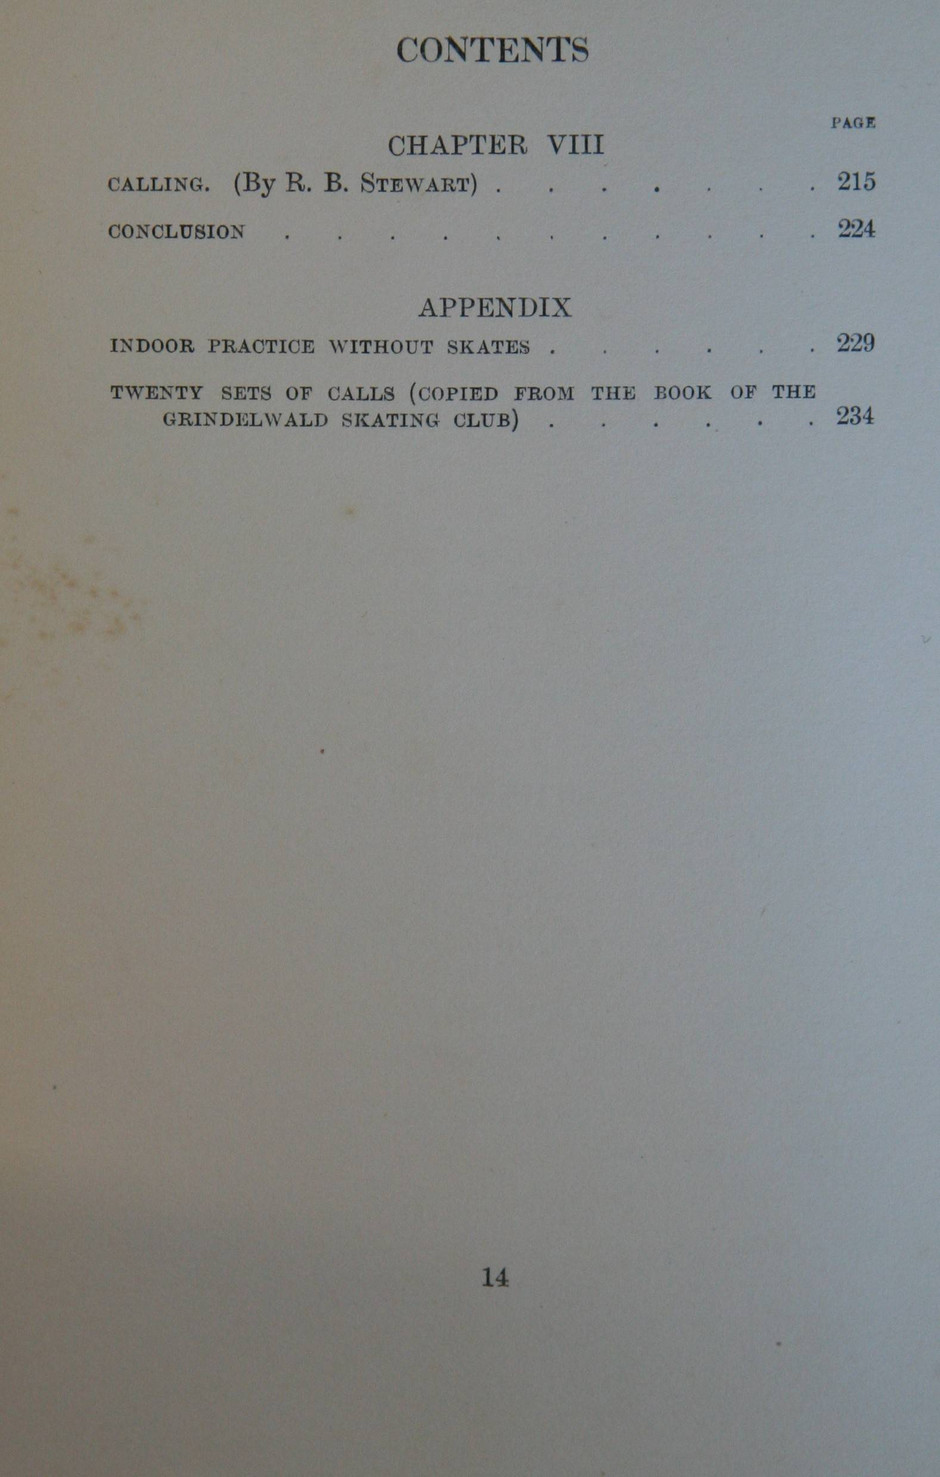 CONTENTS
PAGE
CHAPTER VIII
CALLING. (By R. B. STEWART) . . . . . . . 215
CONCLUSION . . . . . . . . . . . 224
APPENDIX
INDOOR PRACTICE WITHOUT SKATES . . . . . . 229
TWENTY SETS OF CALLS (COPIED FROM THE BOOK OF THE
GRINDELWALD SKATING CLUB) . . . . . . 234
14